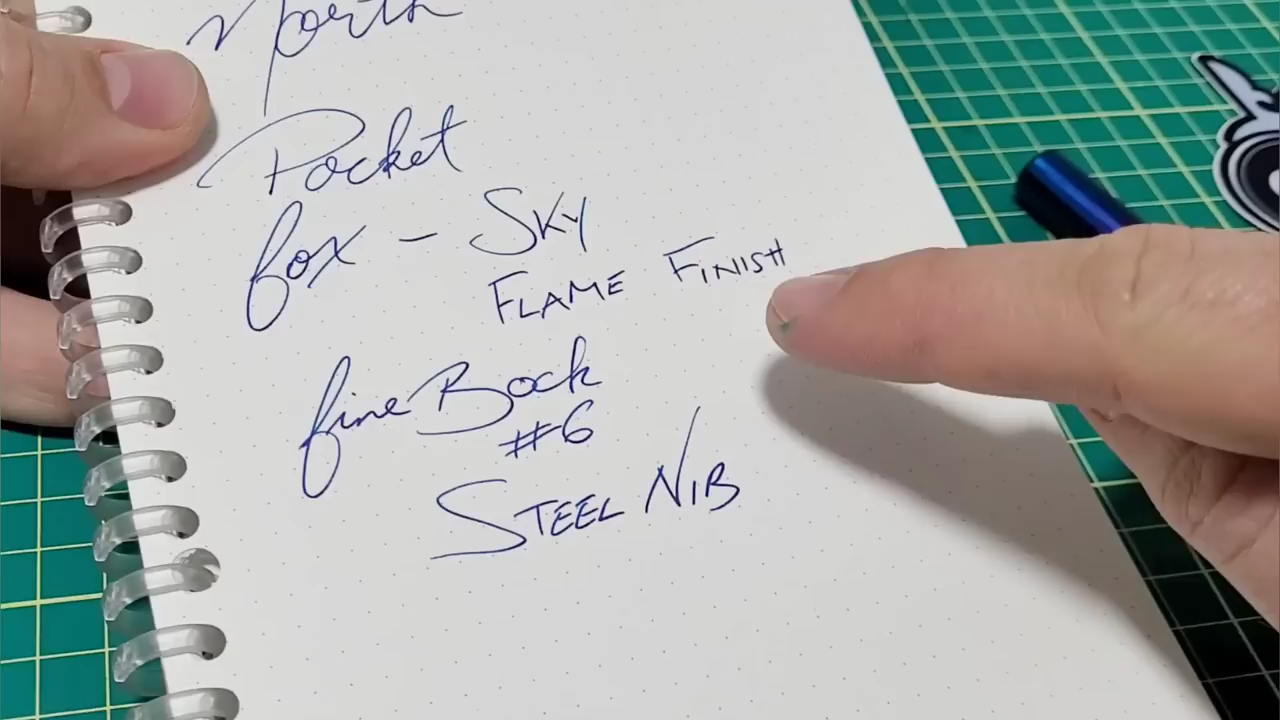 North
Pocket
fox - SKY
FLAME FINISH
fine Bock
#6
STEEL NIB